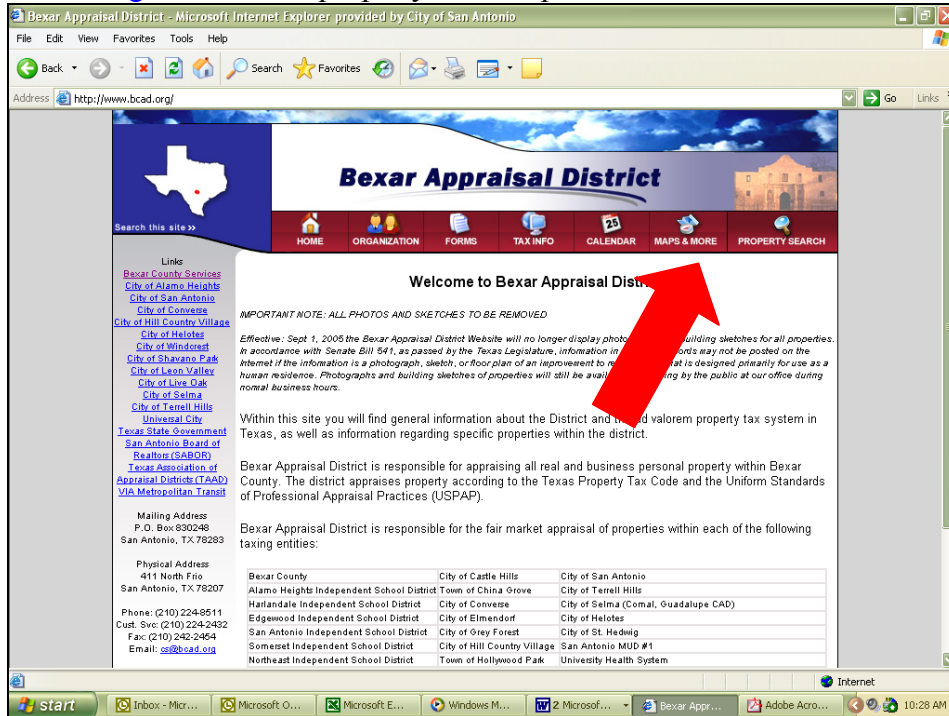 Bexar Appraisal District - Microsoft Internet Explorer provided by City of San Antonio
File Edit View Favorites Tools Help
Back Search Favorites
Address http://www.bcad.org/ Go Links
Bexar Appraisal District
Search this site »
HOME ORGANIZATION FORMS TAX INFO 25 CALENDAR MAPS & MORE PROPERTY SEARCH
Links
Bexar County Services
City of Alamo Heights
City of San Antonio
City of Converse
City of Hill Country Village
City of Helotes
City of Windcrest
City of Shavano Park
City of Leon Valley
City of Live Oak
City of Selma
City of Terrell Hills
Universal City
Texas State Government
San Antonio Board of
Realtors (SABOR)
Texas Association of
Appraisal Districts (TAAD)
VIA Metropolitan Transit
Mailing Address
P.O. Box 830248
San Antonio, TX 78283
Physical Address
411 North Frio
San Antonio, TX 78207
Phone: (210) 224-8511
Cust. Svc: (210) 224-2432
Fax: (210) 242-2454
Email: cs@bcad.org
Welcome to Bexar Appraisal Dist
IMPORTANT NOTE: ALL PHOTOS AND SKETCHES TO BE REMOVED
Effective: Sept 1, 2005 the Bexar Appraisal District Website will no longer display phot uilding sketches for all properties.
In accordance with Senate Bill 541, as passed by the Texas Legislature, information in ords may not be posted on the
Internet if the information is a photograph, sketch, or floor plan of an improvement to re at is designed primarily for use as a
human residence. Photographs and building sketches of properties will still be avail ing by the public at our office during
normal business hours.
Within this site you will find general information about the District and d valorem property tax system in
Texas, as well as information regarding specific properties within the district.
Bexar Appraisal District is responsible for appraising all real and business personal property within Bexar
County. The district appraises property according to the Texas Property Tax Code and the Uniform Standards
of Professional Appraisal Practices (USPAP).
Bexar Appraisal District is responsible for the fair market appraisal of properties within each of the following
taxing entities:
Bexar County City of Castle Hills City of San Antonio
Alamo Heights Independent School District Town of China Grove City of Terrell Hills
Harlandale Independent School District City of Converse City of Selma (Comal, Guadalupe CAD)
Edgewood Independent School District City of Elmendorf City of Helotes
San Antonio Independent School District City of Grey Forest City of St. Hedwig
Somerset Independent School District City of Hill Country Village San Antonio MUD #1
Northeast Independent School District Town of Hollywood Park University Health System
Internet
start Inbox - Micr... Microsoft O... Microsoft E... Windows M... 2 Microsof... Bexar Appr... Adobe Acro... 10:28 AM